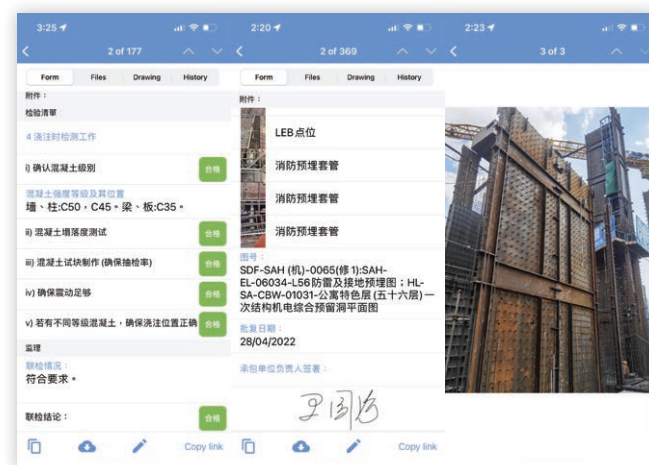 3:25
2 of 177
Form Files Drawing History
附件：
检验清單
4 浇注时检测工作
i) 确认混凝土级别
合格
混凝土强度等级及其位置
墙、柱:C50，C45。梁、板:C35。
ii) 混凝土塌落度测试
合格
iii) 混凝土试块制作 (确保抽检率)
合格
iv) 确保震动足够
合格
v) 若有不同等级混凝土，确保浇注位置正确
合格
监理
联检情况：
符合要求。
联检结论：
合格
Copy link
2:20
2 of 369
Form Files Drawing History
附件：
LEB点位
消防预埋套管
消防预埋套管
消防预埋套管
图号：
SDF-SAH (机)-0065(修 1):SAH-
EL-06034-L56防雷及接地预埋图；HL-
SA-CBW-01031-公寓特色层 (五十六层) 一
次结构机电综合预留洞平面图
批复日期：
28/04/2022
承包单位负责人签署：
Copy link
2:23
3 of 3